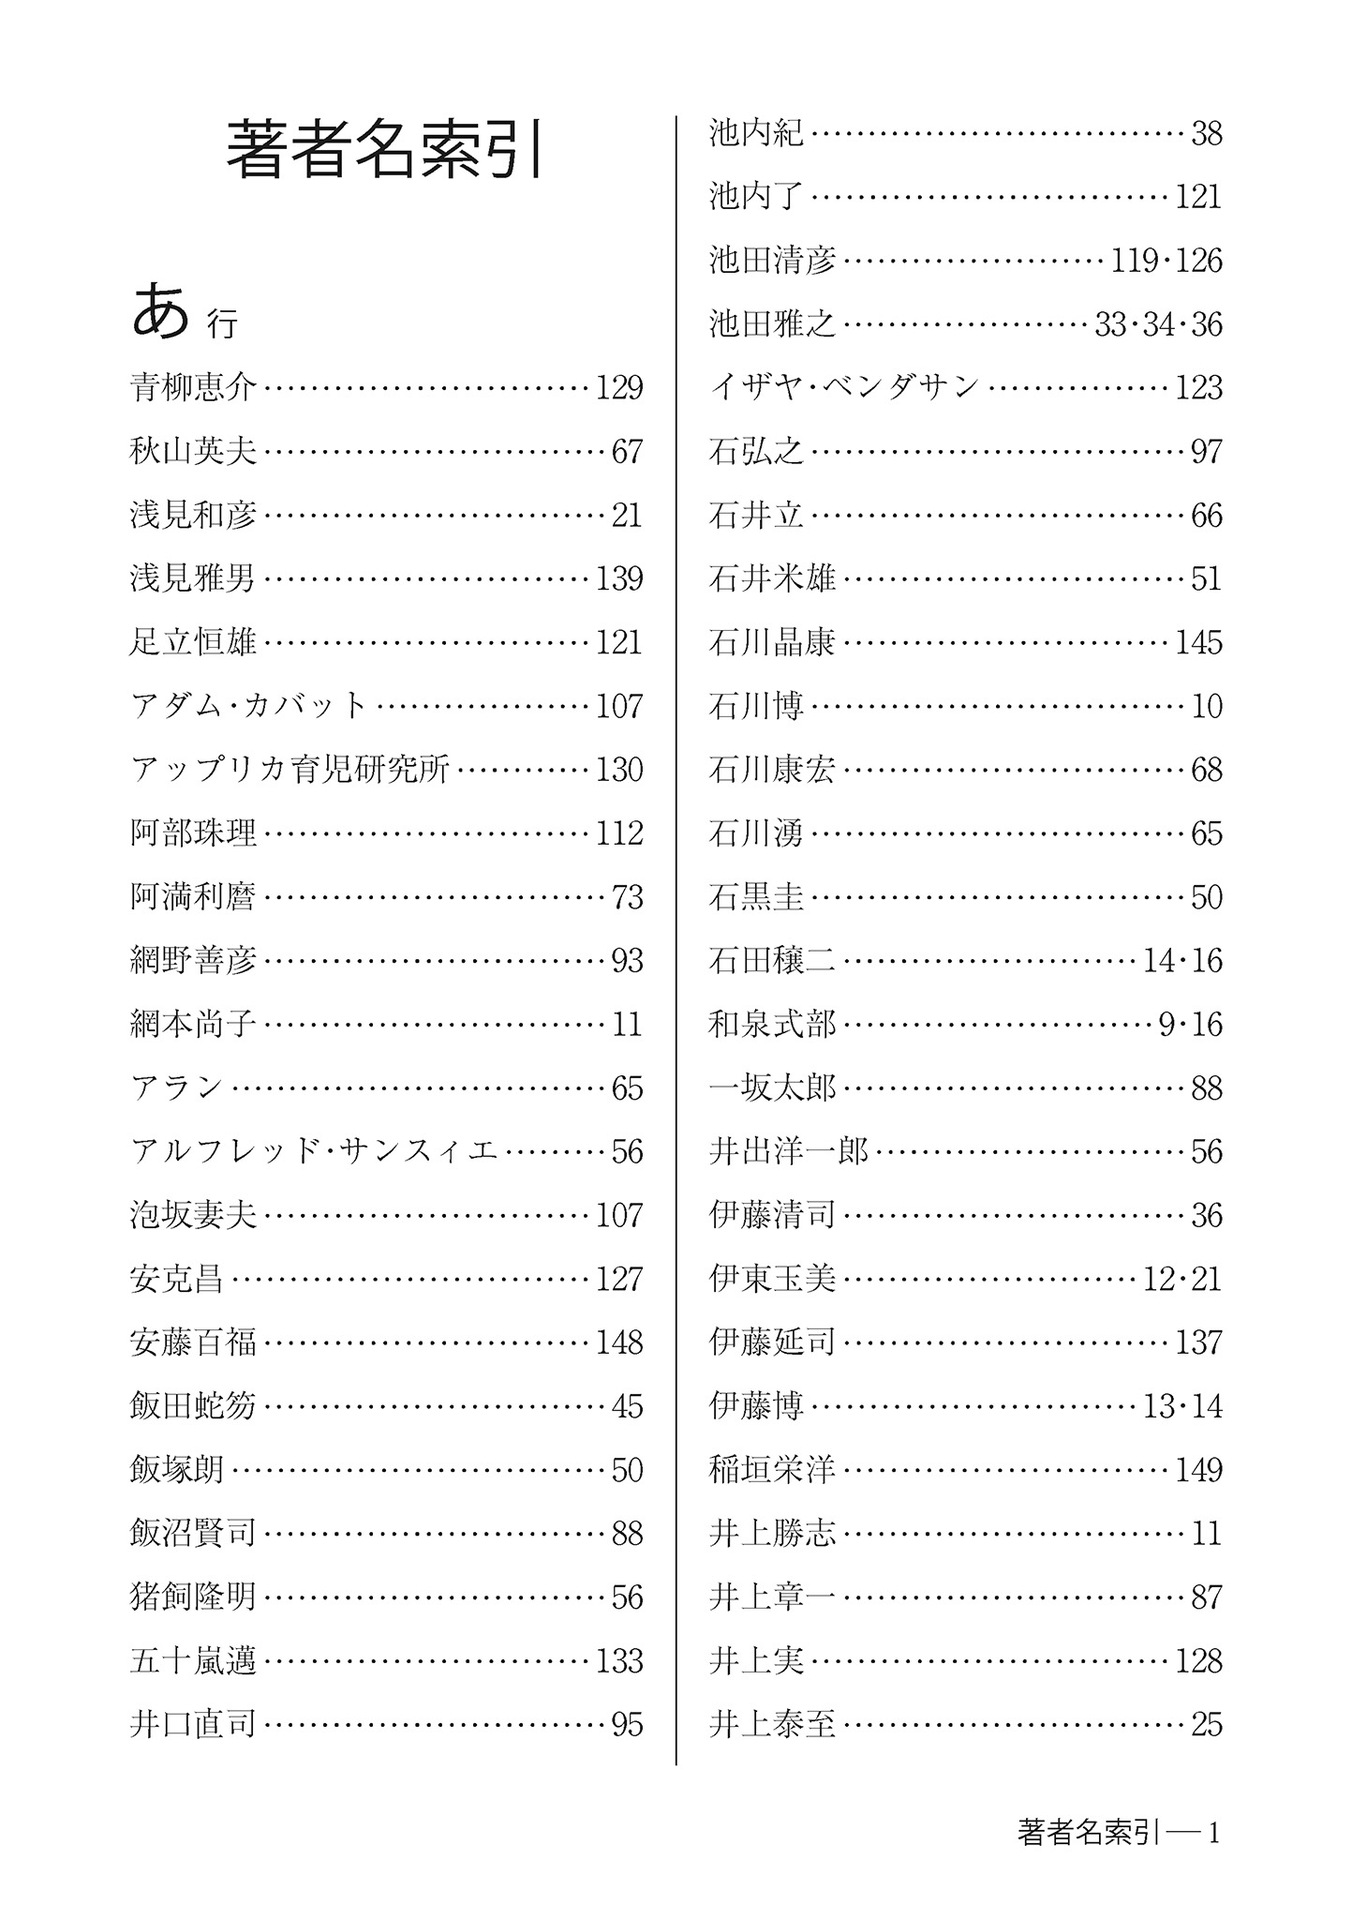 著者名索引
あ 行
青柳恵介…………………………129
秋山英夫…………………………67
浅見和彦…………………………21
浅見雅男…………………………139
足立恒雄…………………………121
アダム・カバット…………………107
アップリカ育児研究所…………130
阿部珠理…………………………112
阿満利麿…………………………73
網野善彦…………………………93
網本尚子…………………………11
アラン……………………………65
アルフレッド・サンスィエ………56
泡坂妻夫…………………………107
安克昌……………………………127
安藤百福…………………………148
飯田蛇笏…………………………45
飯塚朗……………………………50
飯沼賢司…………………………88
猪飼隆明…………………………56
五十嵐邁…………………………133
井口直司…………………………95
池内紀……………………………38
池内了……………………………121
池田清彦……………………119・126
池田雅之…………………33・34・36
イザヤ・ベンダサン……………123
石弘之……………………………97
石井立……………………………66
石井米雄…………………………51
石川晶康…………………………145
石川博……………………………10
石川康宏…………………………68
石川湧……………………………65
石黒圭……………………………50
石田穣二……………………14・16
和泉式部……………………9・16
一坂太郎…………………………88
井出洋一郎………………………56
伊藤清司…………………………36
伊東玉美……………………12・21
伊藤延司…………………………137
伊藤博………………………13・14
稲垣栄洋…………………………149
井上勝志…………………………11
井上章一…………………………87
井上実……………………………128
井上泰至…………………………25
著者名索引―1